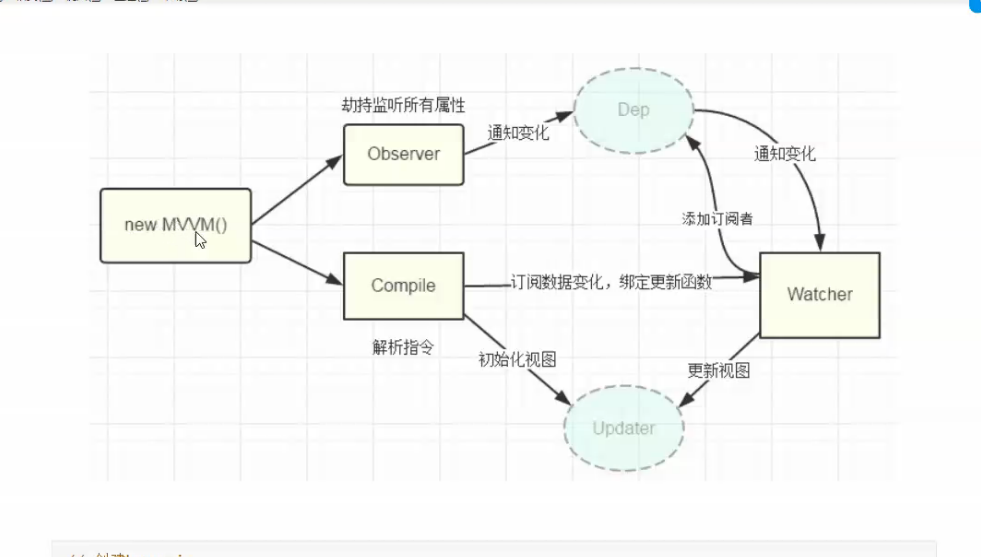 劫持监听所有属性
Observer
通知变化
Dep
通知变化
new MVVM()
添加订阅者
Compile
订阅数据变化，绑定更新函数
Watcher
解析指令
初始化视图
更新视图
Updater